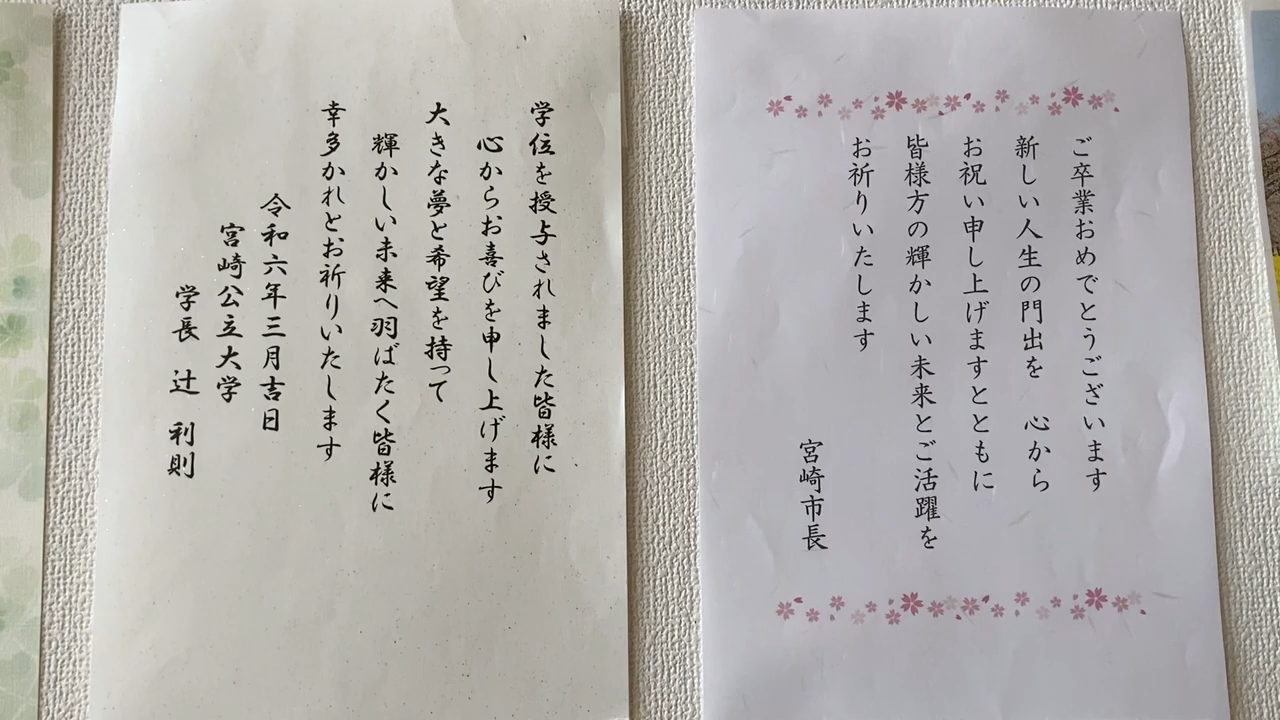 ご卒業おめでとうございます
新しい人生の門出を　心から
お祝い申し上げますとともに
皆様方の輝かしい未来とご活躍を
お祈りいたします
宮崎市長
学位を授与されました皆様に
心からお喜びを申し上げます
大きな夢と希望を持って
輝かしい未来へ羽ばたく皆様に
幸多かれとお祈りいたします
令和六年三月吉日
宮崎公立大学
学長　辻　利則